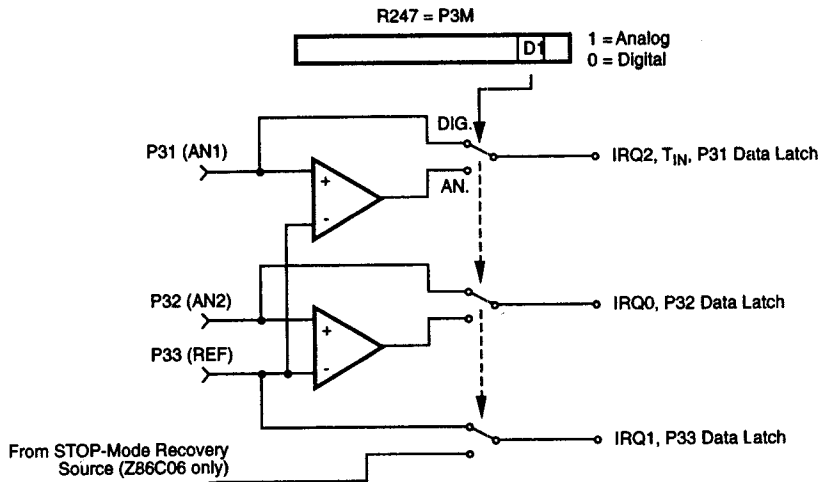 R247 = P3M
D1
1 = Analog
0 = Digital
DIG.
P31 (AN1)
IRQ2, TIN, P31 Data Latch
+
AN.
-
P32 (AN2)
IRQ0, P32 Data Latch
+
P33 (REF)
-
IRQ1, P33 Data Latch
From STOP-Mode Recovery
Source (Z86C06 only)